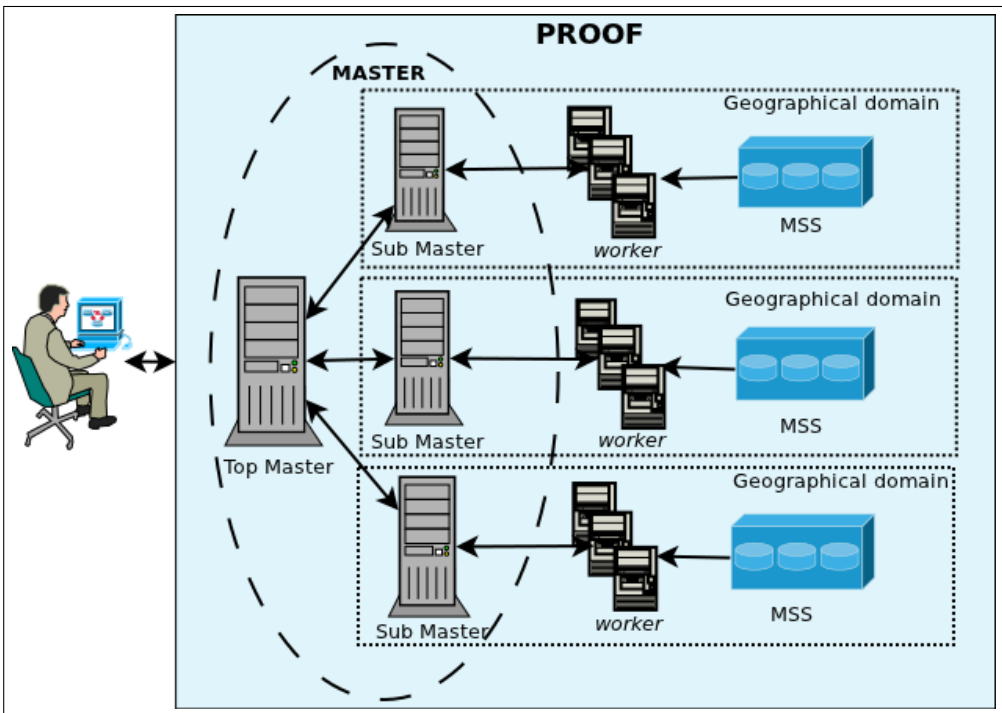 PROOF
MASTER
Geographical domain
Sub Master
worker
MSS
Geographical domain
Top Master
Sub Master
worker
MSS
Geographical domain
Sub Master
worker
MSS